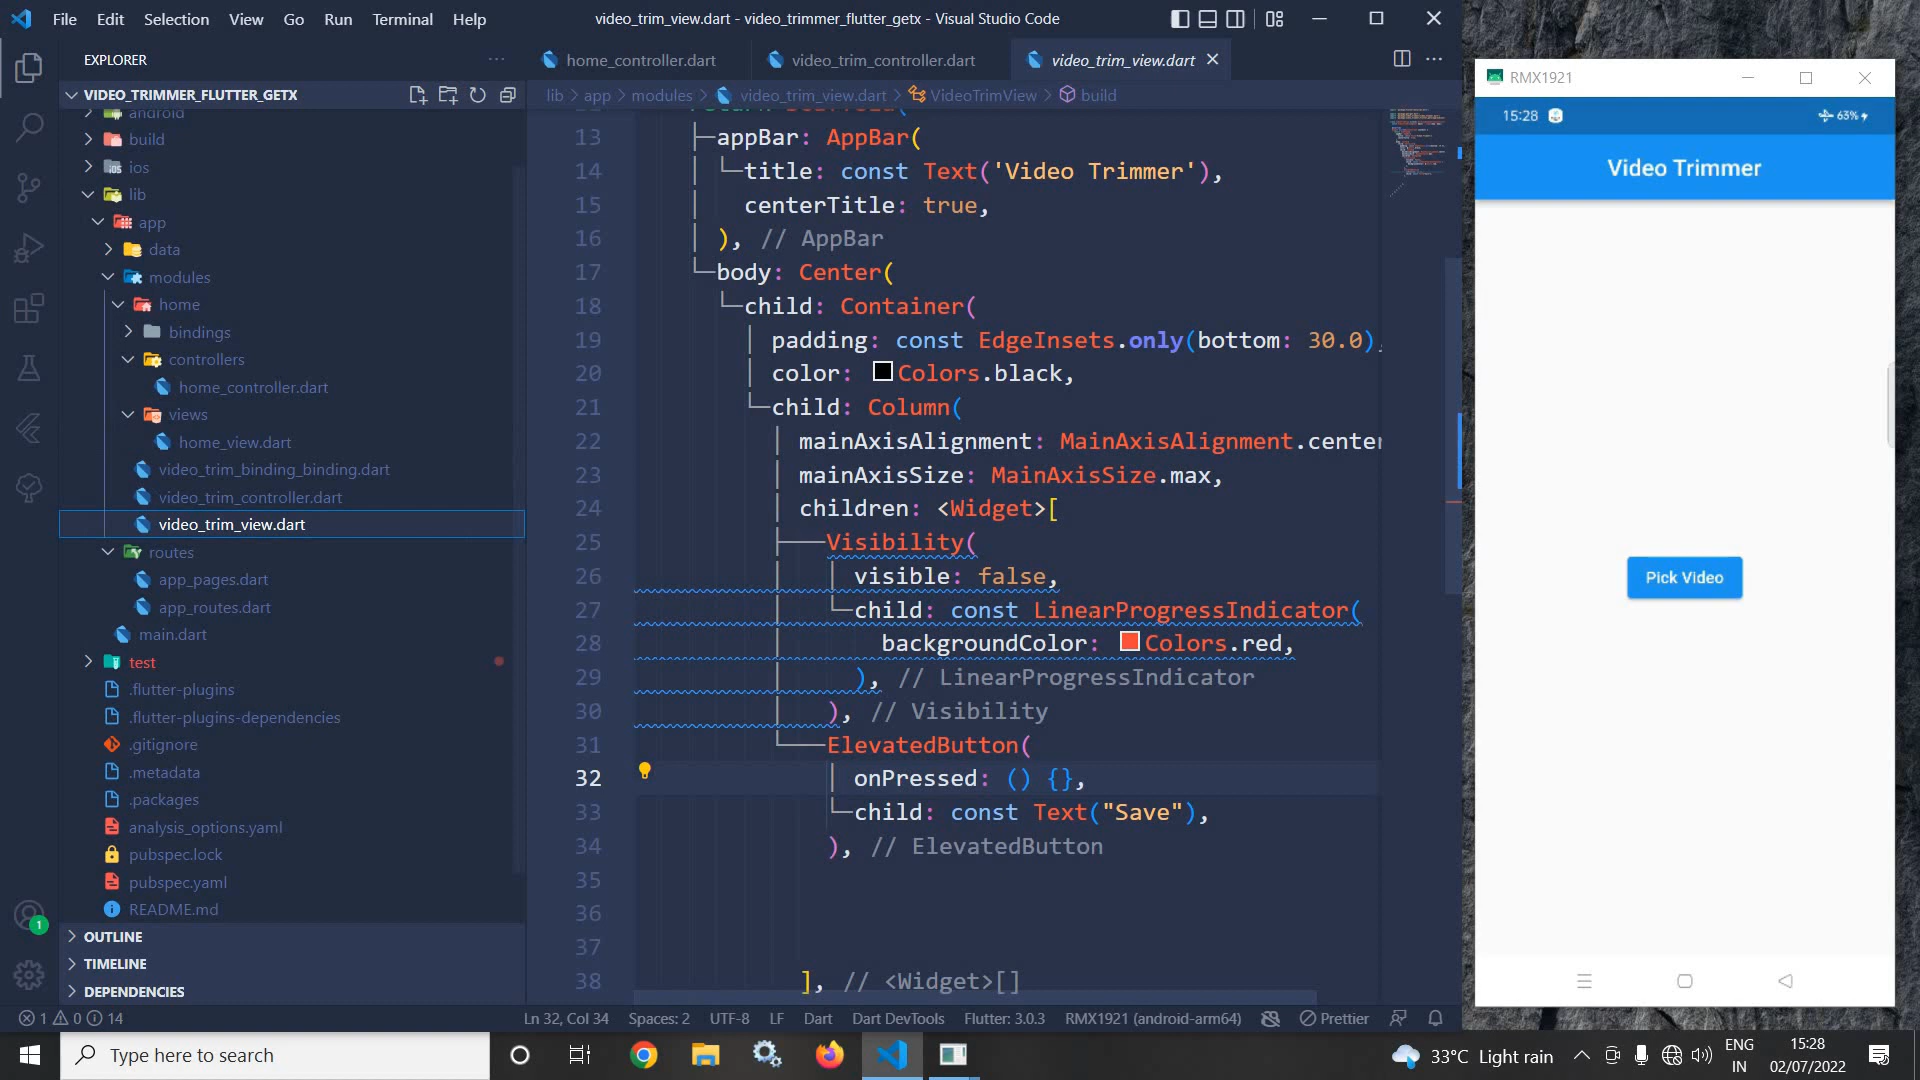 File Edit Selection View Go Run Terminal Help
video_trim_view.dart - video_trimmer_flutter_getx - Visual Studio Code
EXPLORER
VIDEO_TRIMMER_FLUTTER_GETX
android
build
ios
lib
app
data
modules
home
bindings
controllers
home_controller.dart
views
home_view.dart
video_trim_binding_binding.dart
video_trim_controller.dart
video_trim_view.dart
routes
app_pages.dart
app_routes.dart
main.dart
test
.flutter-plugins
.flutter-plugins-dependencies
.gitignore
.metadata
.packages
analysis_options.yaml
pubspec.lock
pubspec.yaml
README.md
OUTLINE
TIMELINE
DEPENDENCIES
home_controller.dart video_trim_controller.dart video_trim_view.dart
lib > app > modules > video_trim_view.dart > VideoTrimView > build
13 appBar: AppBar(
14 title: const Text('Video Trimmer'),
15 centerTitle: true,
16 ), // AppBar
17 body: Center(
18 child: Container(
19 padding: const EdgeInsets.only(bottom: 30.0),
20 color: Colors.black,
21 child: Column(
22 mainAxisAlignment: MainAxisAlignment.center
23 mainAxisSize: MainAxisSize.max,
24 children: <Widget>[
25 Visibility(
26 visible: false,
27 child: const LinearProgressIndicator(
28 backgroundColor: Colors.red,
29 ), // LinearProgressIndicator
30 ), // Visibility
31 ElevatedButton(
32 onPressed: () {},
33 child: const Text("Save"),
34 ), // ElevatedButton
35
36
37
38 ], // <Widget>[]
1 0 14
Ln 32, Col 34 Spaces: 2 UTF-8 LF Dart Dart DevTools Flutter: 3.0.3 RMX1921 (android-arm64) Prettier
1
RMX1921
15:28 63%
Video Trimmer
Pick Video
Type here to search
33°C Light rain
ENG
IN
15:28
02/07/2022